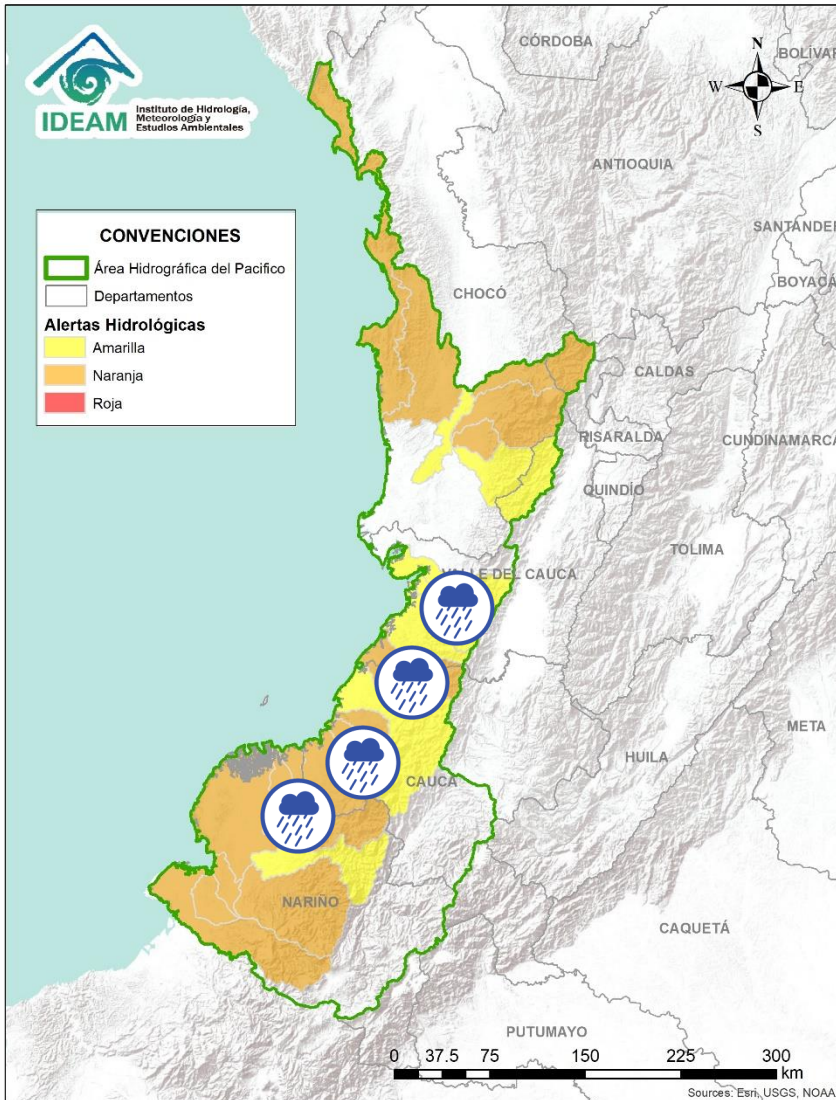 IDEAM
Instituto de Hidrología,
Meteorología y
Estudios Ambientales
N
W
E
S
CÓRDOBA
BOLÍVAR
ANTIOQUIA
SANTANDER
BOYACÁ
CHOCÓ
CALDAS
RISARALDA
CUNDINAMARCA
QUINDÍO
TOLIMA
VALLE DEL CAUCA
META
HUILA
CAUCA
NARIÑO
CAQUETÁ
PUTUMAYO
CONVENCIONES
Área Hidrográfica del Pacifico
Departamentos
Alertas Hidrológicas
Amarilla
Naranja
Roja
0 37.5 75 150 225 300
km
Sources: Esri, USGS, NOAA